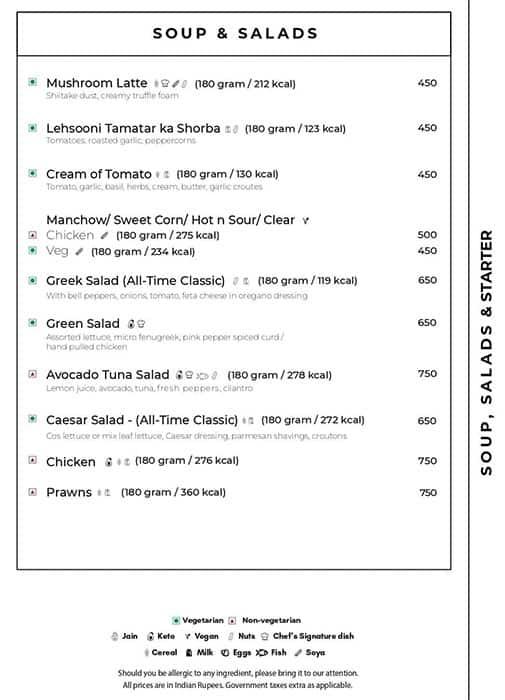 SOUP & SALADS
Mushroom Latte (180 gram / 212 kcal) 450
Shiitake dust, creamy truffle foam
Lehsooni Tamatar ka Shorba (180 gram / 123 kcal) 450
Tomatoes, roasted garlic, peppercorns
Cream of Tomato (180 gram / 130 kcal) 450
Tomato, garlic, basil, herbs, cream, butter, garlic croutes
Manchow/ Sweet Corn/ Hot n Sour/ Clear
Chicken (180 gram / 275 kcal) 500
Veg (180 gram / 234 kcal) 450
Greek Salad (All-Time Classic) (180 gram / 119 kcal) 650
With bell peppers, onions, tomato, feta cheese in oregano dressing
Green Salad 650
Assorted lettuce, micro fenugreek, pink pepper spiced curd /
hand pulled chicken
Avocado Tuna Salad (180 gram / 278 kcal) 750
Lemon juice, avocado, tuna, fresh peppers, cilantro
Caesar Salad - (All-Time Classic) (180 gram / 272 kcal) 650
Cos lettuce or mix leaf lettuce, Caesar dressing, parmesan shavings, croutons
Chicken (180 gram / 276 kcal) 750
Prawns (180 gram / 360 kcal) 750
SOUP, SALADS & STARTER
Vegetarian Non-vegetarian
Jain Keto Vegan Nuts Chef's Signature dish
Cereal Milk Eggs Fish Soya
Should you be allergic to any ingredient, please bring it to our attention.
All prices are in Indian Rupees. Government taxes extra as applicable.